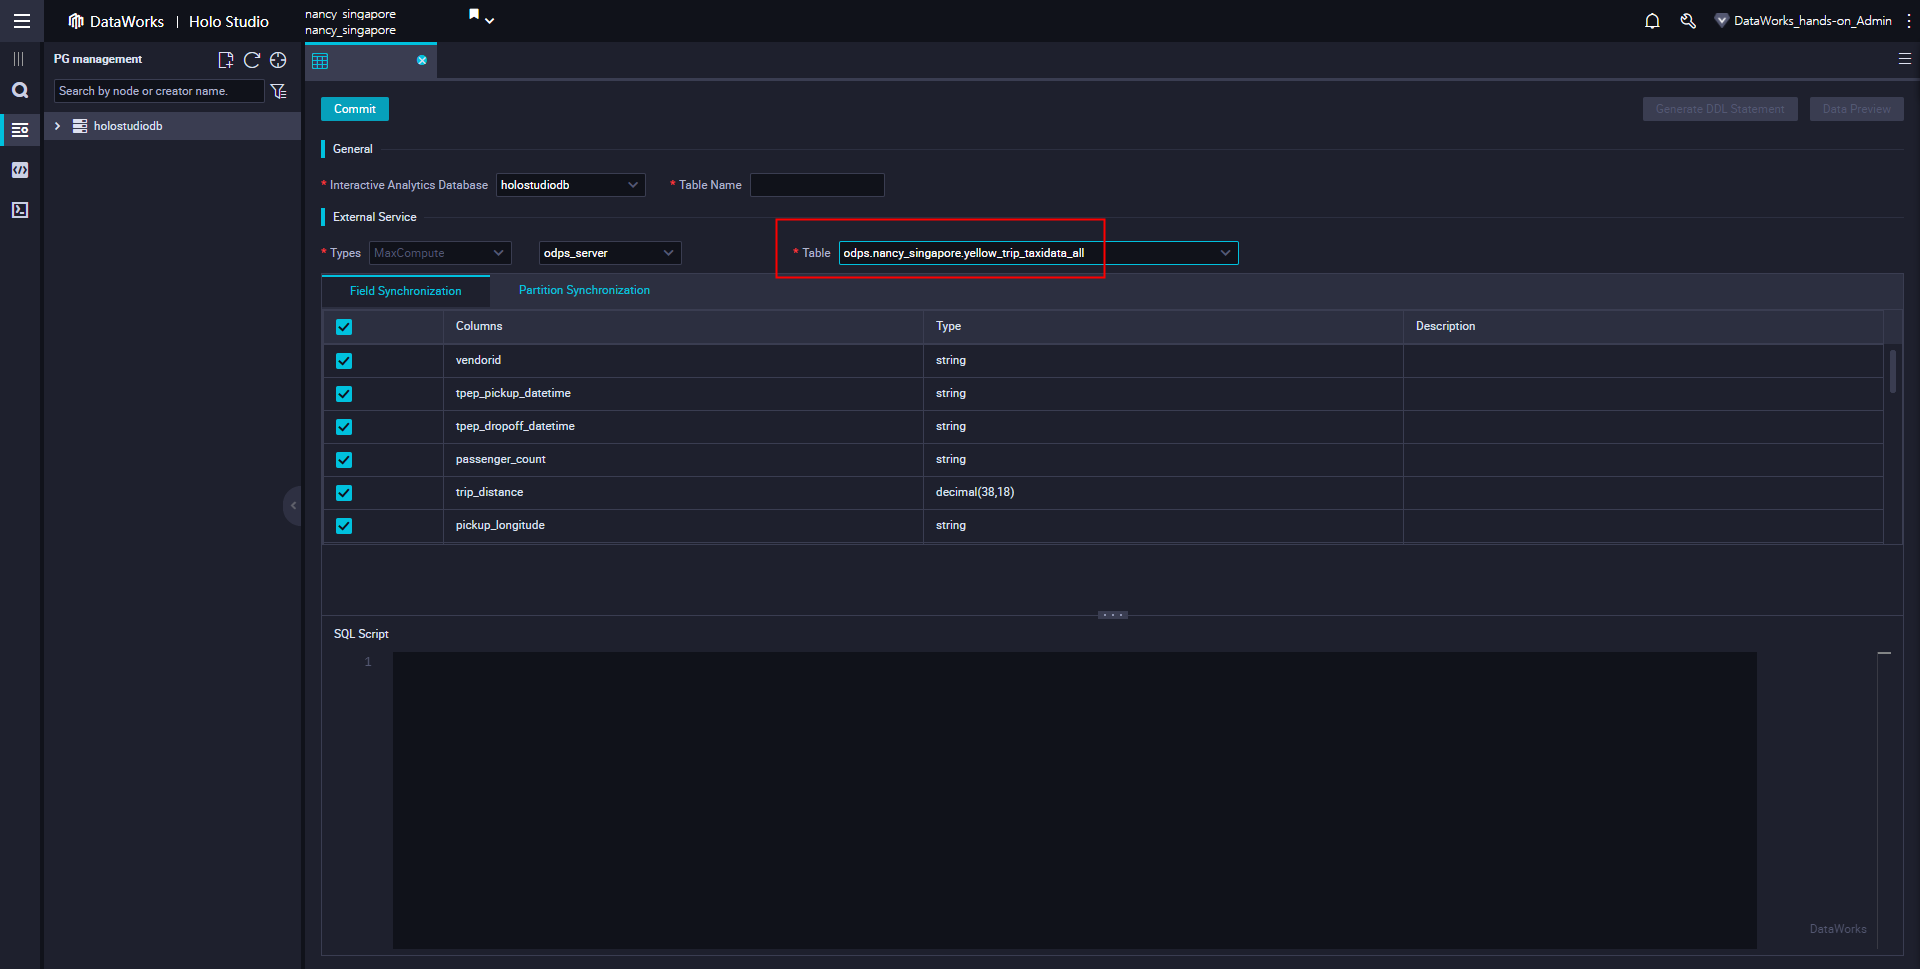 DataWorks | Holo Studio
nancy_singapore
nancy_singapore
DataWorks_hands-on_Admin
PG management
Search by node or creator name.
holostudiodb
Commit
Generate DDL Statement
Data Preview
General
* Interactive Analytics Database holostudiodb
* Table Name
External Service
* Types MaxCompute odps_server
* Table odps.nancy_singapore.yellow_trip_taxidata_all
Field Synchronization Partition Synchronization
Columns Type Description
vendorid string
tpep_pickup_datetime string
tpep_dropoff_datetime string
passenger_count string
trip_distance decimal(38,18)
pickup_longitude string
SQL Script
1
DataWorks